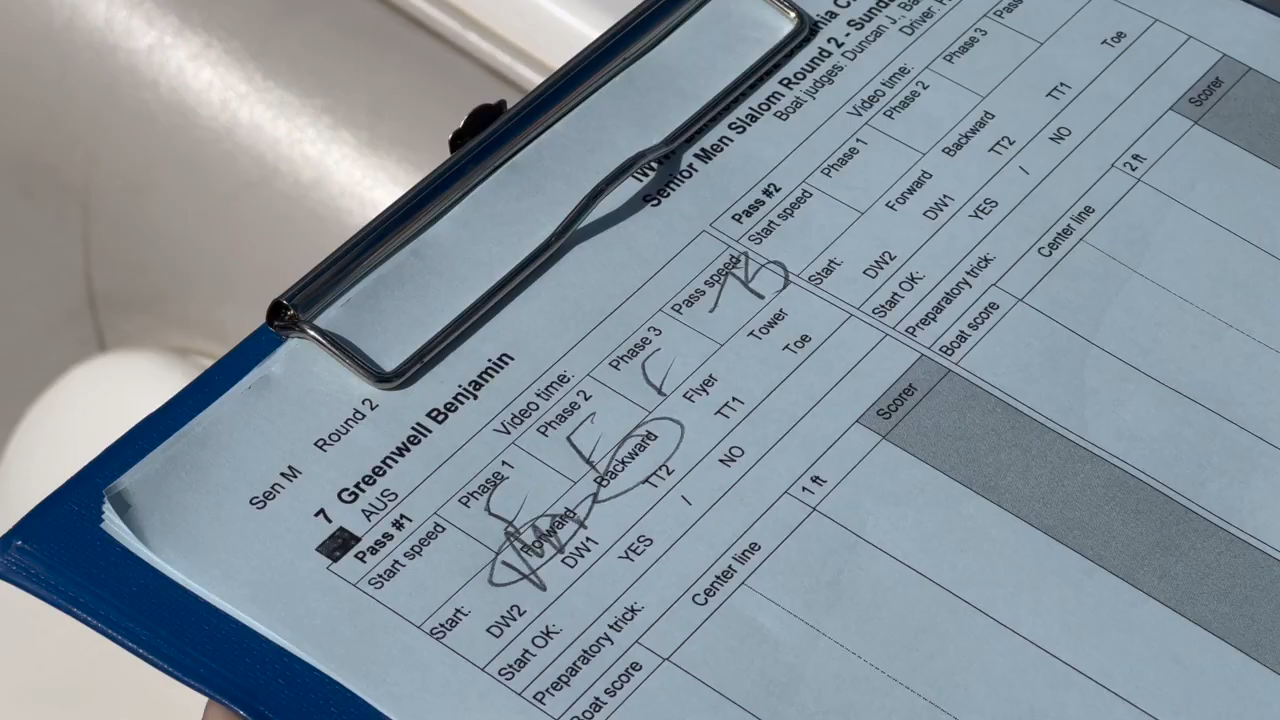 Senior Men Slalom Round 2 - Sund
Boat judges: Duncan J., Ba
Driver:
Sen M Round 2
7 Greenwell Benjamin
AUS
Video time:
Pass #1
Start speed Phase 1 Phase 2 Phase 3 Pass speed
F F F 73
Start: Forward Backward Flyer Tower
DW2 DW1 TT2 TT1 Toe
Start OK: YES / NO
Preparatory trick:
Boat score Center line 1 ft Scorer
Video time:
Pass #2
Start speed Phase 1 Phase 2 Phase 3 Pass
Start: Forward Backward
DW2 DW1 TT2 TT1 Toe
Start OK: YES / NO
Preparatory trick:
Boat score Center line 2 ft Scorer